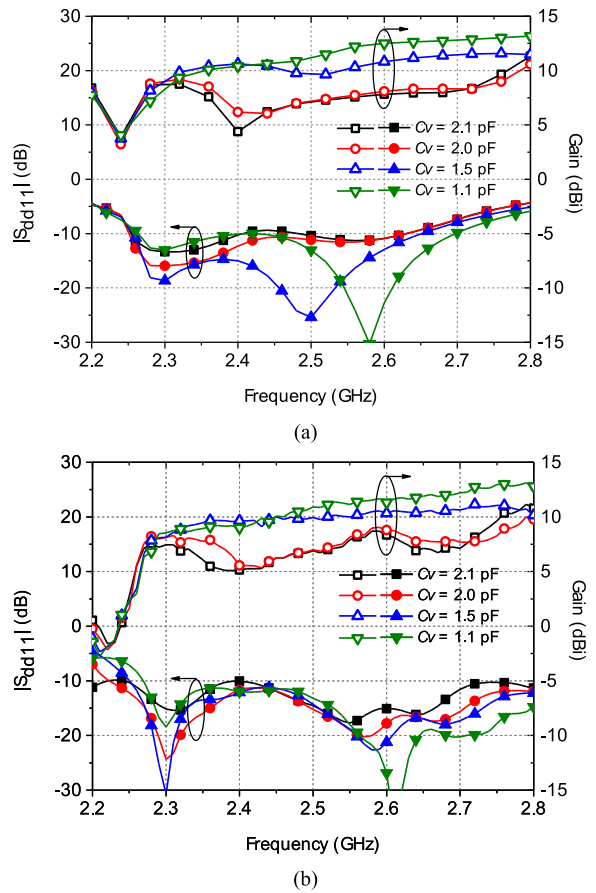 30
20
10
0
-10
-20
-30
15
10
5
0
-5
-10
-15
|Sdd11| (dB)
Gain (dBi)
Cv = 2.1 pF
Cv = 2.0 pF
Cv = 1.5 pF
Cv = 1.1 pF
2.2 2.3 2.4 2.5 2.6 2.7 2.8
Frequency (GHz)
(a)
30
20
10
0
-10
-20
-30
15
10
5
0
-5
-10
-15
|Sdd11| (dB)
Gain (dBi)
Cv = 2.1 pF
Cv = 2.0 pF
Cv = 1.5 pF
Cv = 1.1 pF
2.2 2.3 2.4 2.5 2.6 2.7 2.8
Frequency (GHz)
(b)